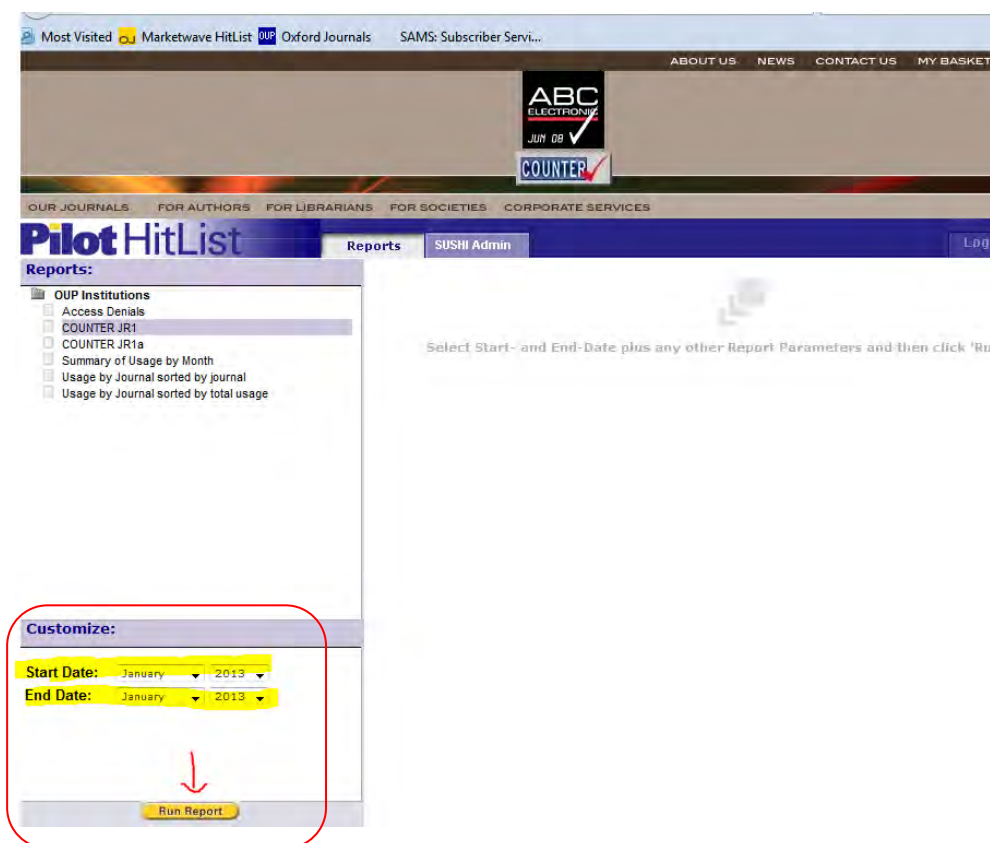 Most Visited Marketwave HitList OUP Oxford Journals SAMS: Subscriber Servi...
ABOUT US NEWS CONTACT US MY BASKET
ABC
ELECTRONIC
JUN 08
COUNTER
OUR JOURNALS FOR AUTHORS FOR LIBRARIANS FOR SOCIETIES CORPORATE SERVICES
Pilot HitList Reports SUSHI Admin Log
Reports:
OUP Institutions
Access Denials
COUNTER JR1
COUNTER JR1a
Summary of Usage by Month
Usage by Journal sorted by journal
Usage by Journal sorted by total usage
Select Start- and End-Date plus any other Report Parameters and then click 'Ru
Customize:
Start Date: January 2013
End Date: January 2013
Run Report